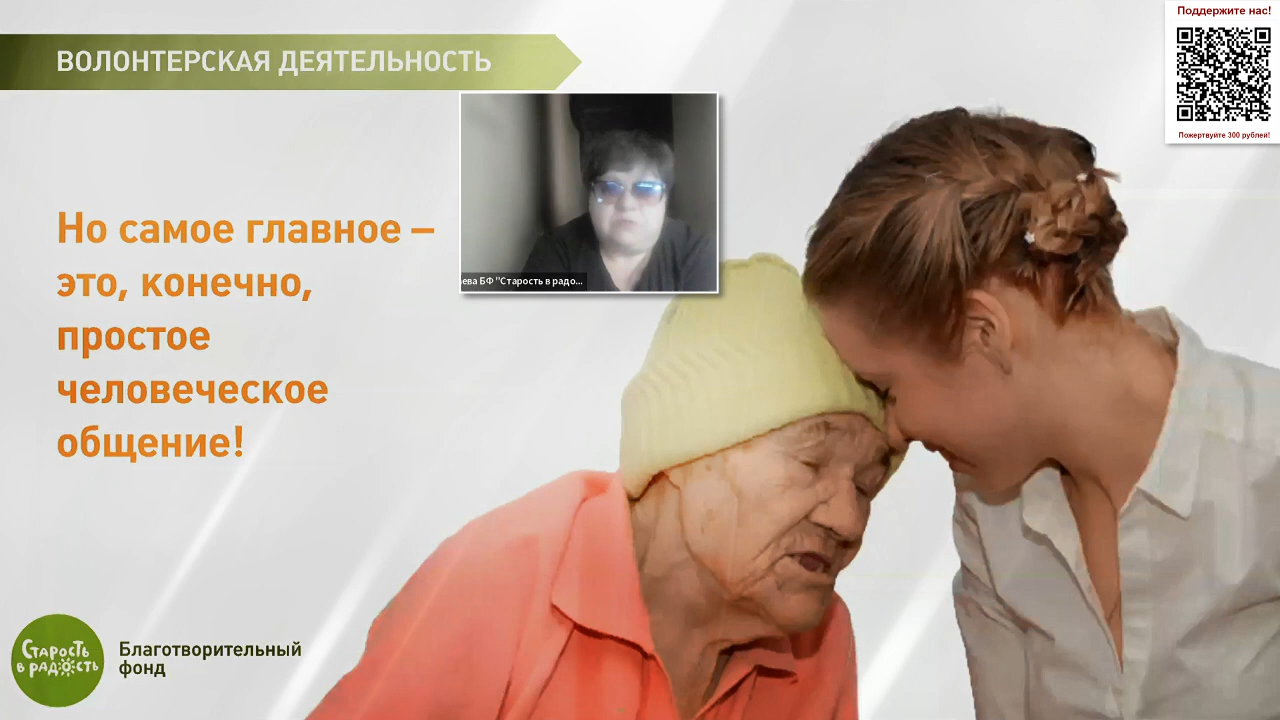 Поддержите нас!
ВОЛОНТЕРСКАЯ ДЕЯТЕЛЬНОСТЬ
Пожертвуйте 300 рублей!
Но самое главное –
это, конечно,
простое
человеческое
общение!
ева БФ "Старость в радо...
Старость
в радость
Благотворительный
фонд